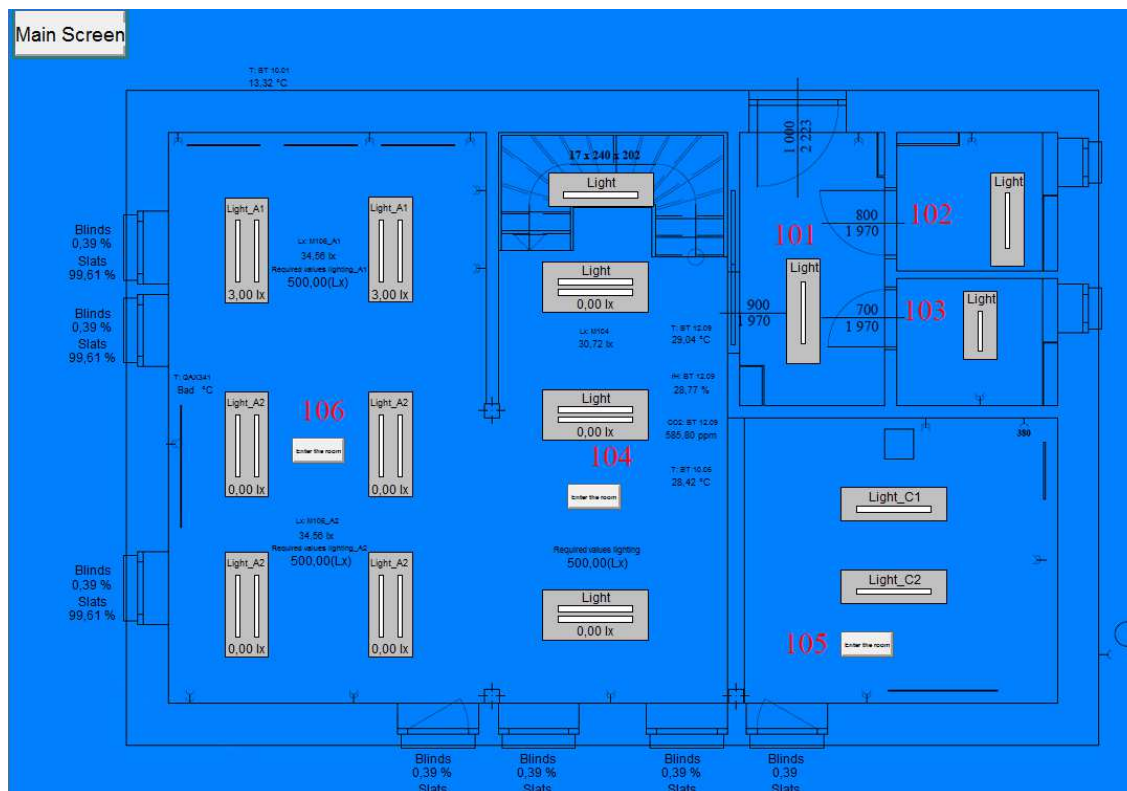 Main Screen
T: BT 10.01
13,32 °C
1 000
2 223
17 x 240 x 202
Light
Light_A1
3,00 lx
Light_A1
3,00 lx
Lx: M106_A1
34,56 lx
Required values lighting_A1
500,00(Lx)
Blinds
0,39 %
Slats
99,61 %
Blinds
0,39 %
Slats
99,61 %
Light
0,00 lx
Lx: M104
30,72 lx
101
Light
900
1 970
800
1 970
102
Light
700
1 970
103
Light
T: BT 12.09
29,04 °C
28,77 %
CO2: BT 12.09
585,80 ppm
T: BT 10.05
28,42 °C
T: QAX341
Bad °C
Light_A2
0,00 lx
Light_A2
0,00 lx
106
Enter the room
Light
0,00 lx
104
Enter the room
380
Light_C1
Light_C2
105
Enter the room
Lx: M106_A2
34,56 lx
Required values lighting_A2
500,00(Lx)
Required values lighting
500,00(Lx)
Light
0,00 lx
Blinds
0,39 %
Slats
99,61 %
Light_A2
0,00 lx
Light_A2
0,00 lx
Blinds
0,39 %
Slats
Blinds
0,39 %
Slats
Blinds
0,39 %
Slats
Blinds
0,39
Slats